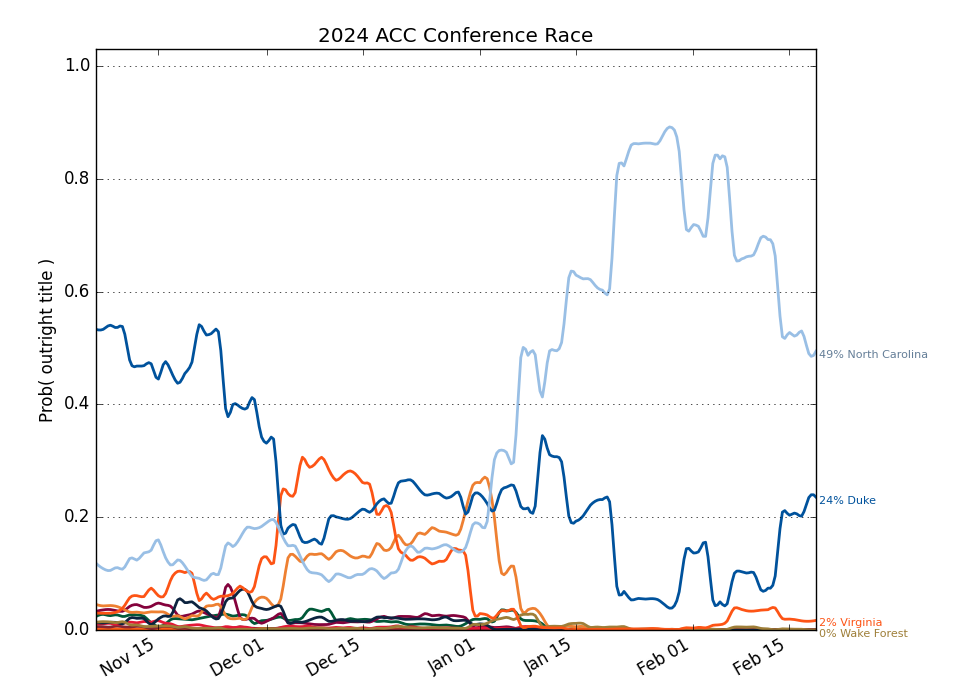 2024 ACC Conference Race
1.0
0.8
0.6
0.4
0.2
0.0
Prob( outright title )
49% North Carolina
24% Duke
2% Virginia
0% Wake Forest
Nov 15
Dec 01
Dec 15
Jan 01
Jan 15
Feb 01
Feb 15